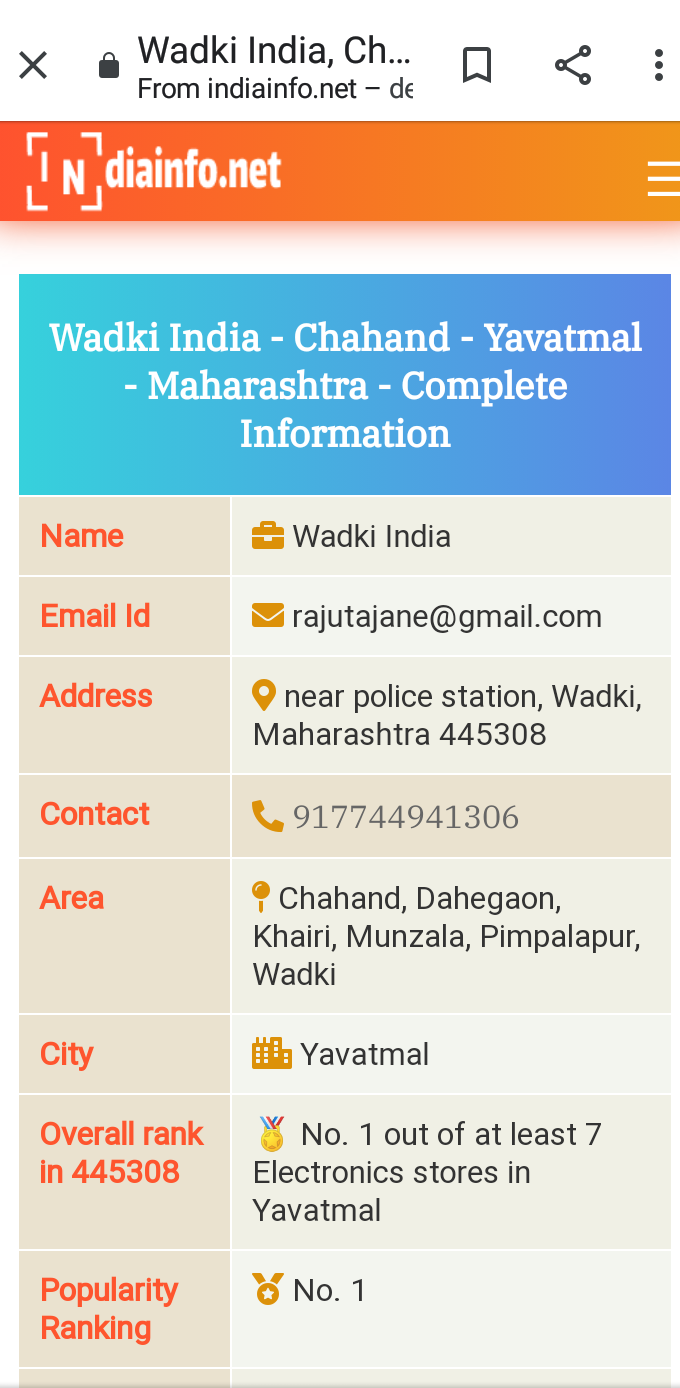 Wadki India, Ch...
From indiainfo.net – de
INdiainfo.net
Wadki India - Chahand - Yavatmal
- Maharashtra - Complete
Information
Name
Wadki India
Email Id
rajutajane@gmail.com
Address
near police station, Wadki,
Maharashtra 445308
Contact
917744941306
Area
Chahand, Dahegaon,
Khairi, Munzala, Pimpalapur,
Wadki
City
Yavatmal
Overall rank
in 445308
No. 1 out of at least 7
Electronics stores in
Yavatmal
Popularity
Ranking
No. 1